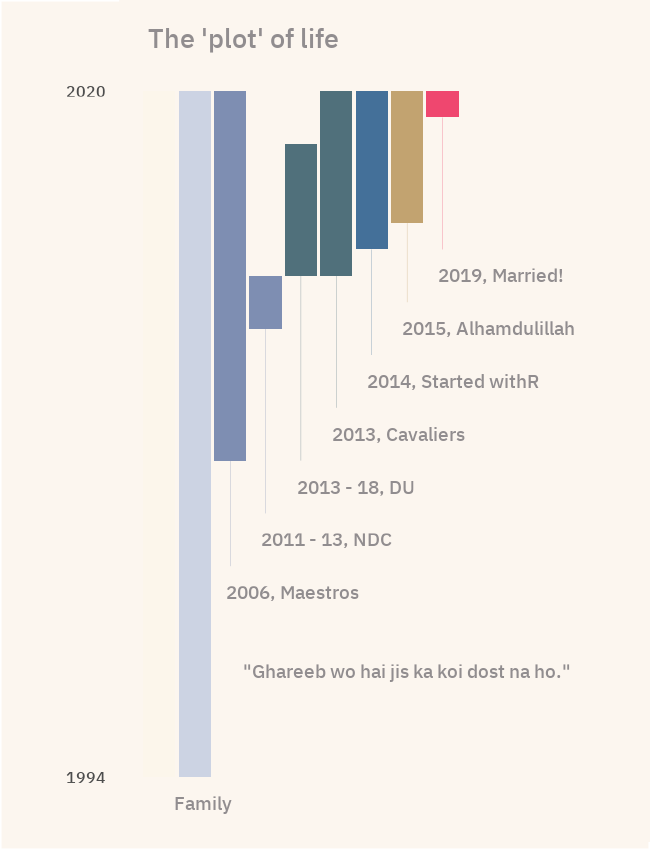 The 'plot' of life
2020
2019, Married!
2015, Alhamdulillah
2014, Started withR
2013, Cavaliers
2013 - 18, DU
2011 - 13, NDC
2006, Maestros
"Ghareeb wo hai jis ka koi dost na ho."
1994
Family